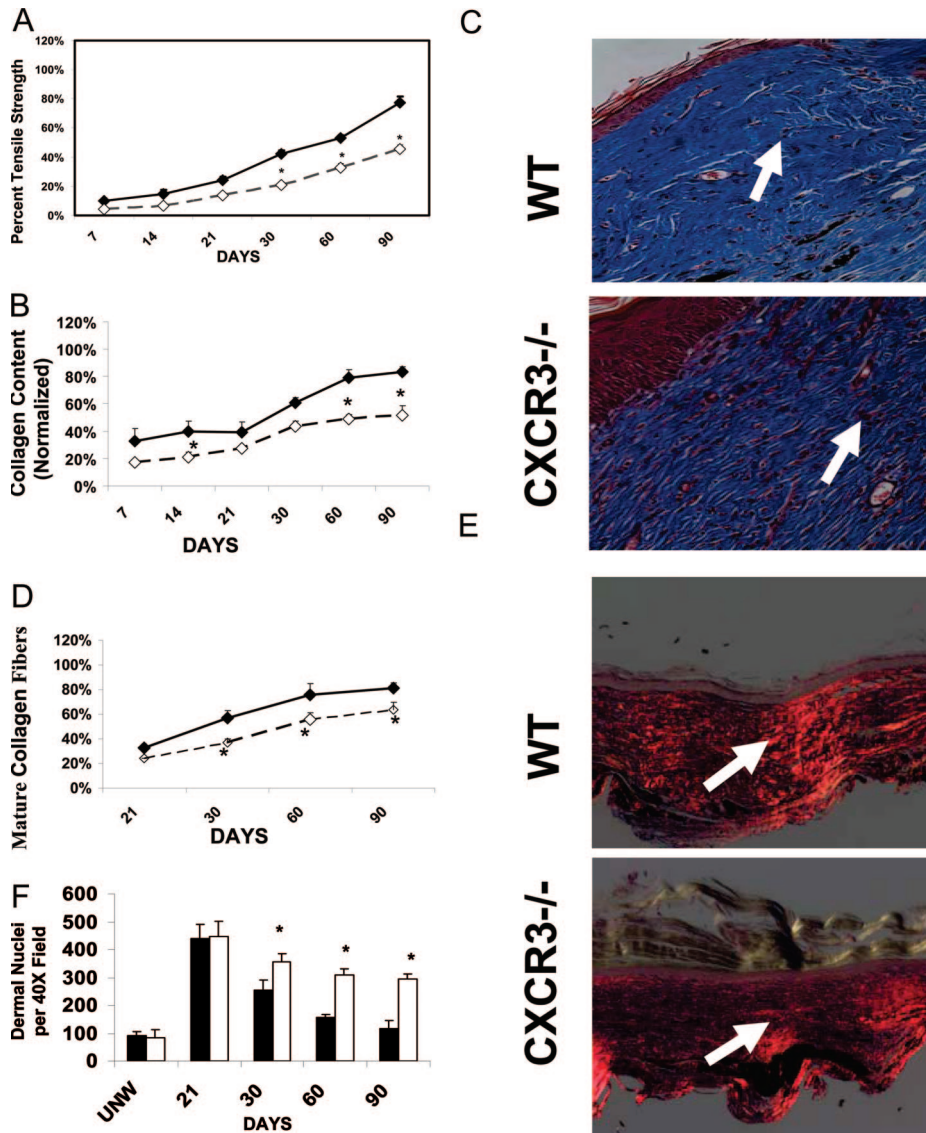 A
Percent Tensile Strength
120%
100%
80%
60%
40%
20%
0%
*
*
*
7
14
21
30
60
90
DAYS
B
Collagen Content
(Normalized)
120%
100%
80%
60%
40%
20%
0%
*
*
*
7
14
21
30
60
90
DAYS
C
WT
CXCR3-/-
D
Mature Collagen Fibers
120%
100%
80%
60%
40%
20%
0%
*
*
*
21
30
60
90
DAYS
E
WT
CXCR3-/-
F
Dermal Nuclei
per 40X Field
600
500
400
300
200
100
0
*
*
*
UNW
21
30
60
90
DAYS